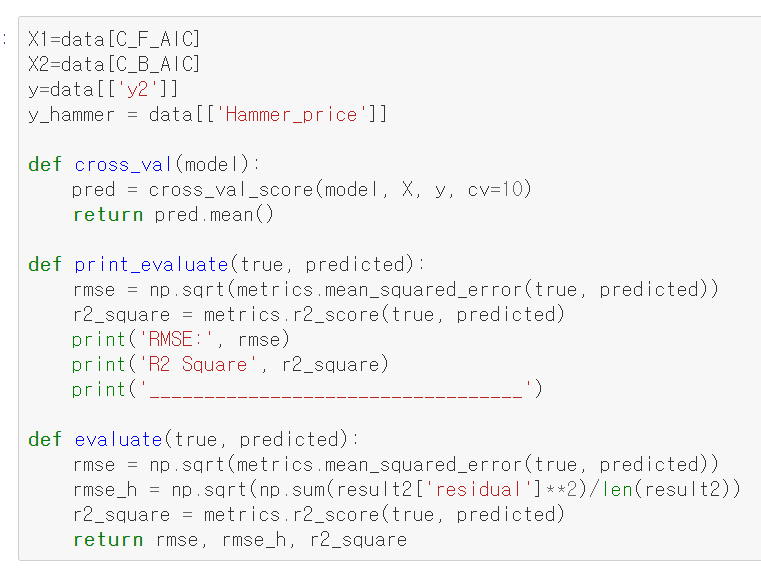 :
X1=data[C_F_AIC]
X2=data[C_B_AIC]
y=data[['y2']]
y_hammer = data[['Hammer_price']]
def cross_val(model):
    pred = cross_val_score(model, X, y, cv=10)
    return pred.mean()
def print_evaluate(true, predicted):
    rmse = np.sqrt(metrics.mean_squared_error(true, predicted))
    r2_square = metrics.r2_score(true, predicted)
    print('RMSE:', rmse)
    print('R2 Square', r2_square)
    print('__________________________________')
def evaluate(true, predicted):
    rmse = np.sqrt(metrics.mean_squared_error(true, predicted))
    rmse_h = np.sqrt(np.sum(result2['residual']**2)/len(result2))
    r2_square = metrics.r2_score(true, predicted)
    return rmse, rmse_h, r2_square